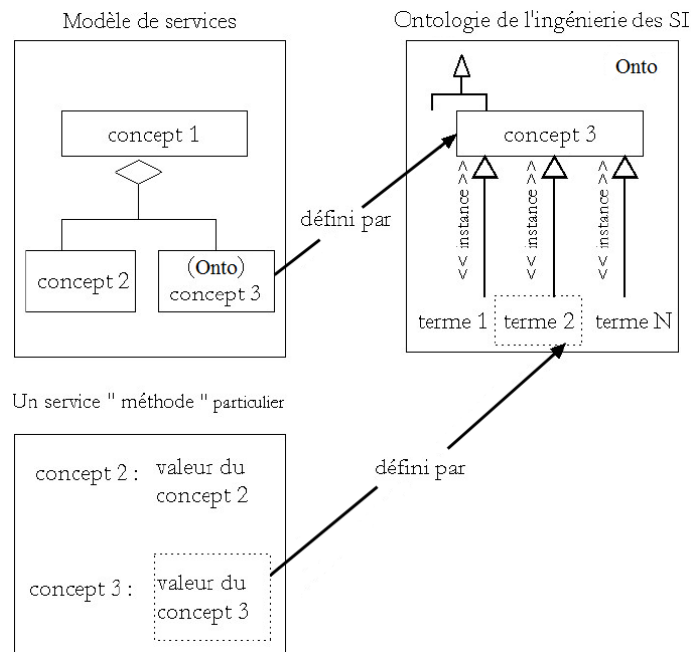 Modèle de services
concept 1
concept 2
(Onto)
concept 3
défini par
Ontologie de l'ingénierie des SI
Onto
concept 3
<< instance >>
<< instance >>
<< instance >>
terme 1
terme 2
terme N
Un service " méthode " particulier
concept 2 :
valeur du
concept 2
concept 3 :
valeur du
concept 3
défini par